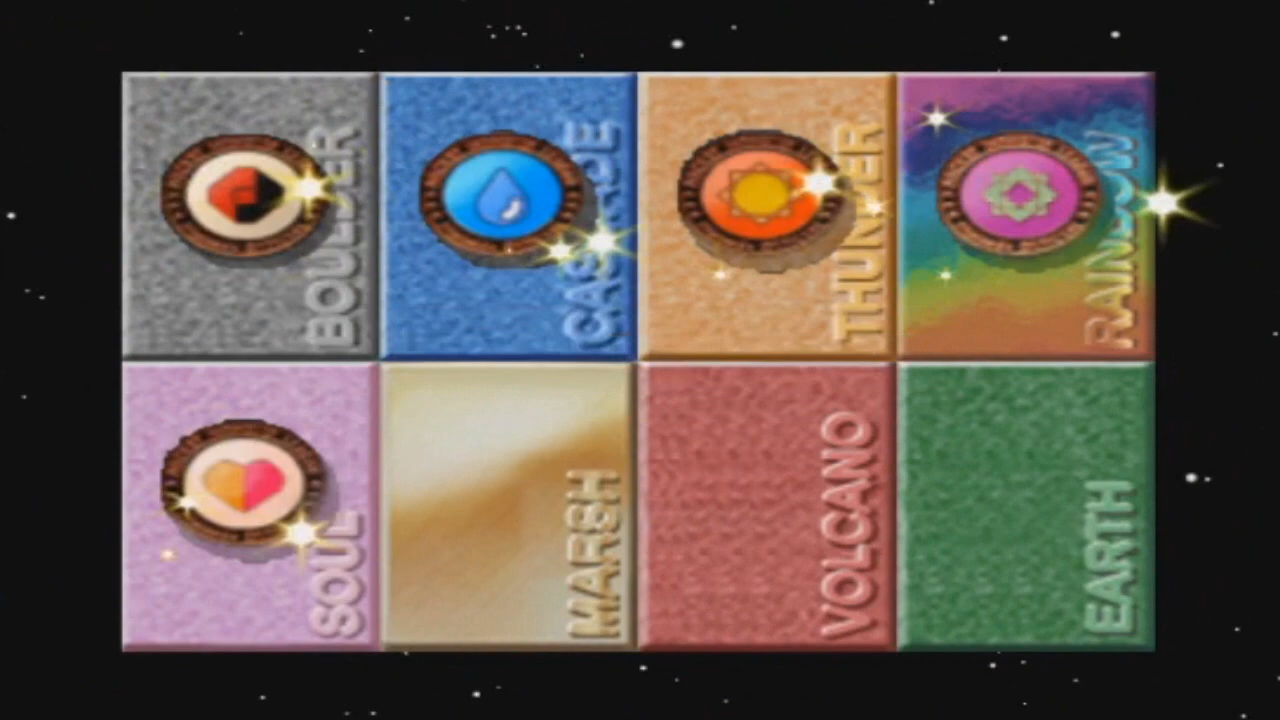 BOULDER
CASCADE
THUNDER
RAINBOW
SOUL
MARSH
VOLCANO
EARTH